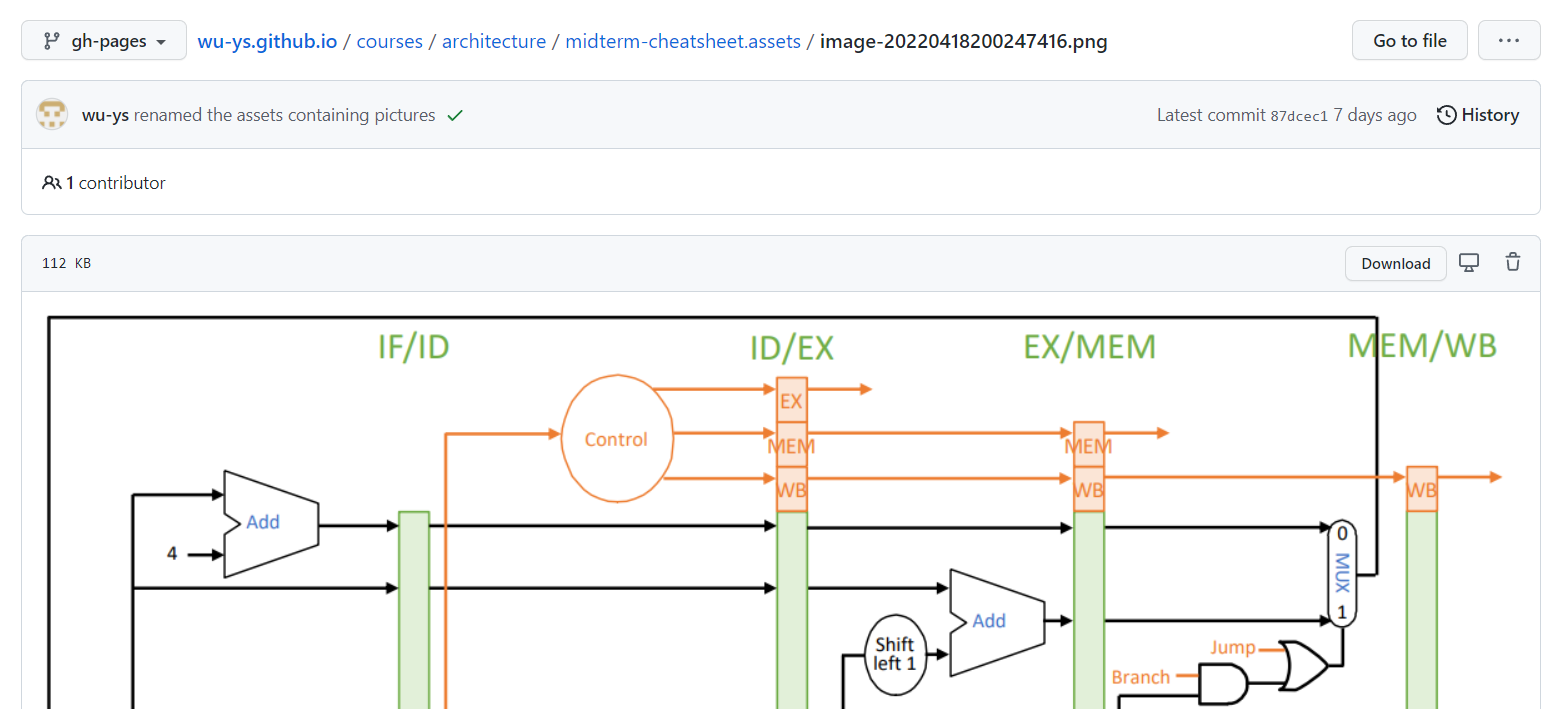 gh-pages wu-ys.github.io / courses / architecture / midterm-cheatsheet.assets / image-20220418200247416.png Go to file ...
wu-ys renamed the assets containing pictures Latest commit 87dcec1 7 days ago History
1 contributor
112 KB Download
IF/ID ID/EX EX/MEM MEM/WB
EX
Control MEM MEM
WB WB WB
Add
4
0
MUX
1
Add
Shift
left 1
Jump
Branch